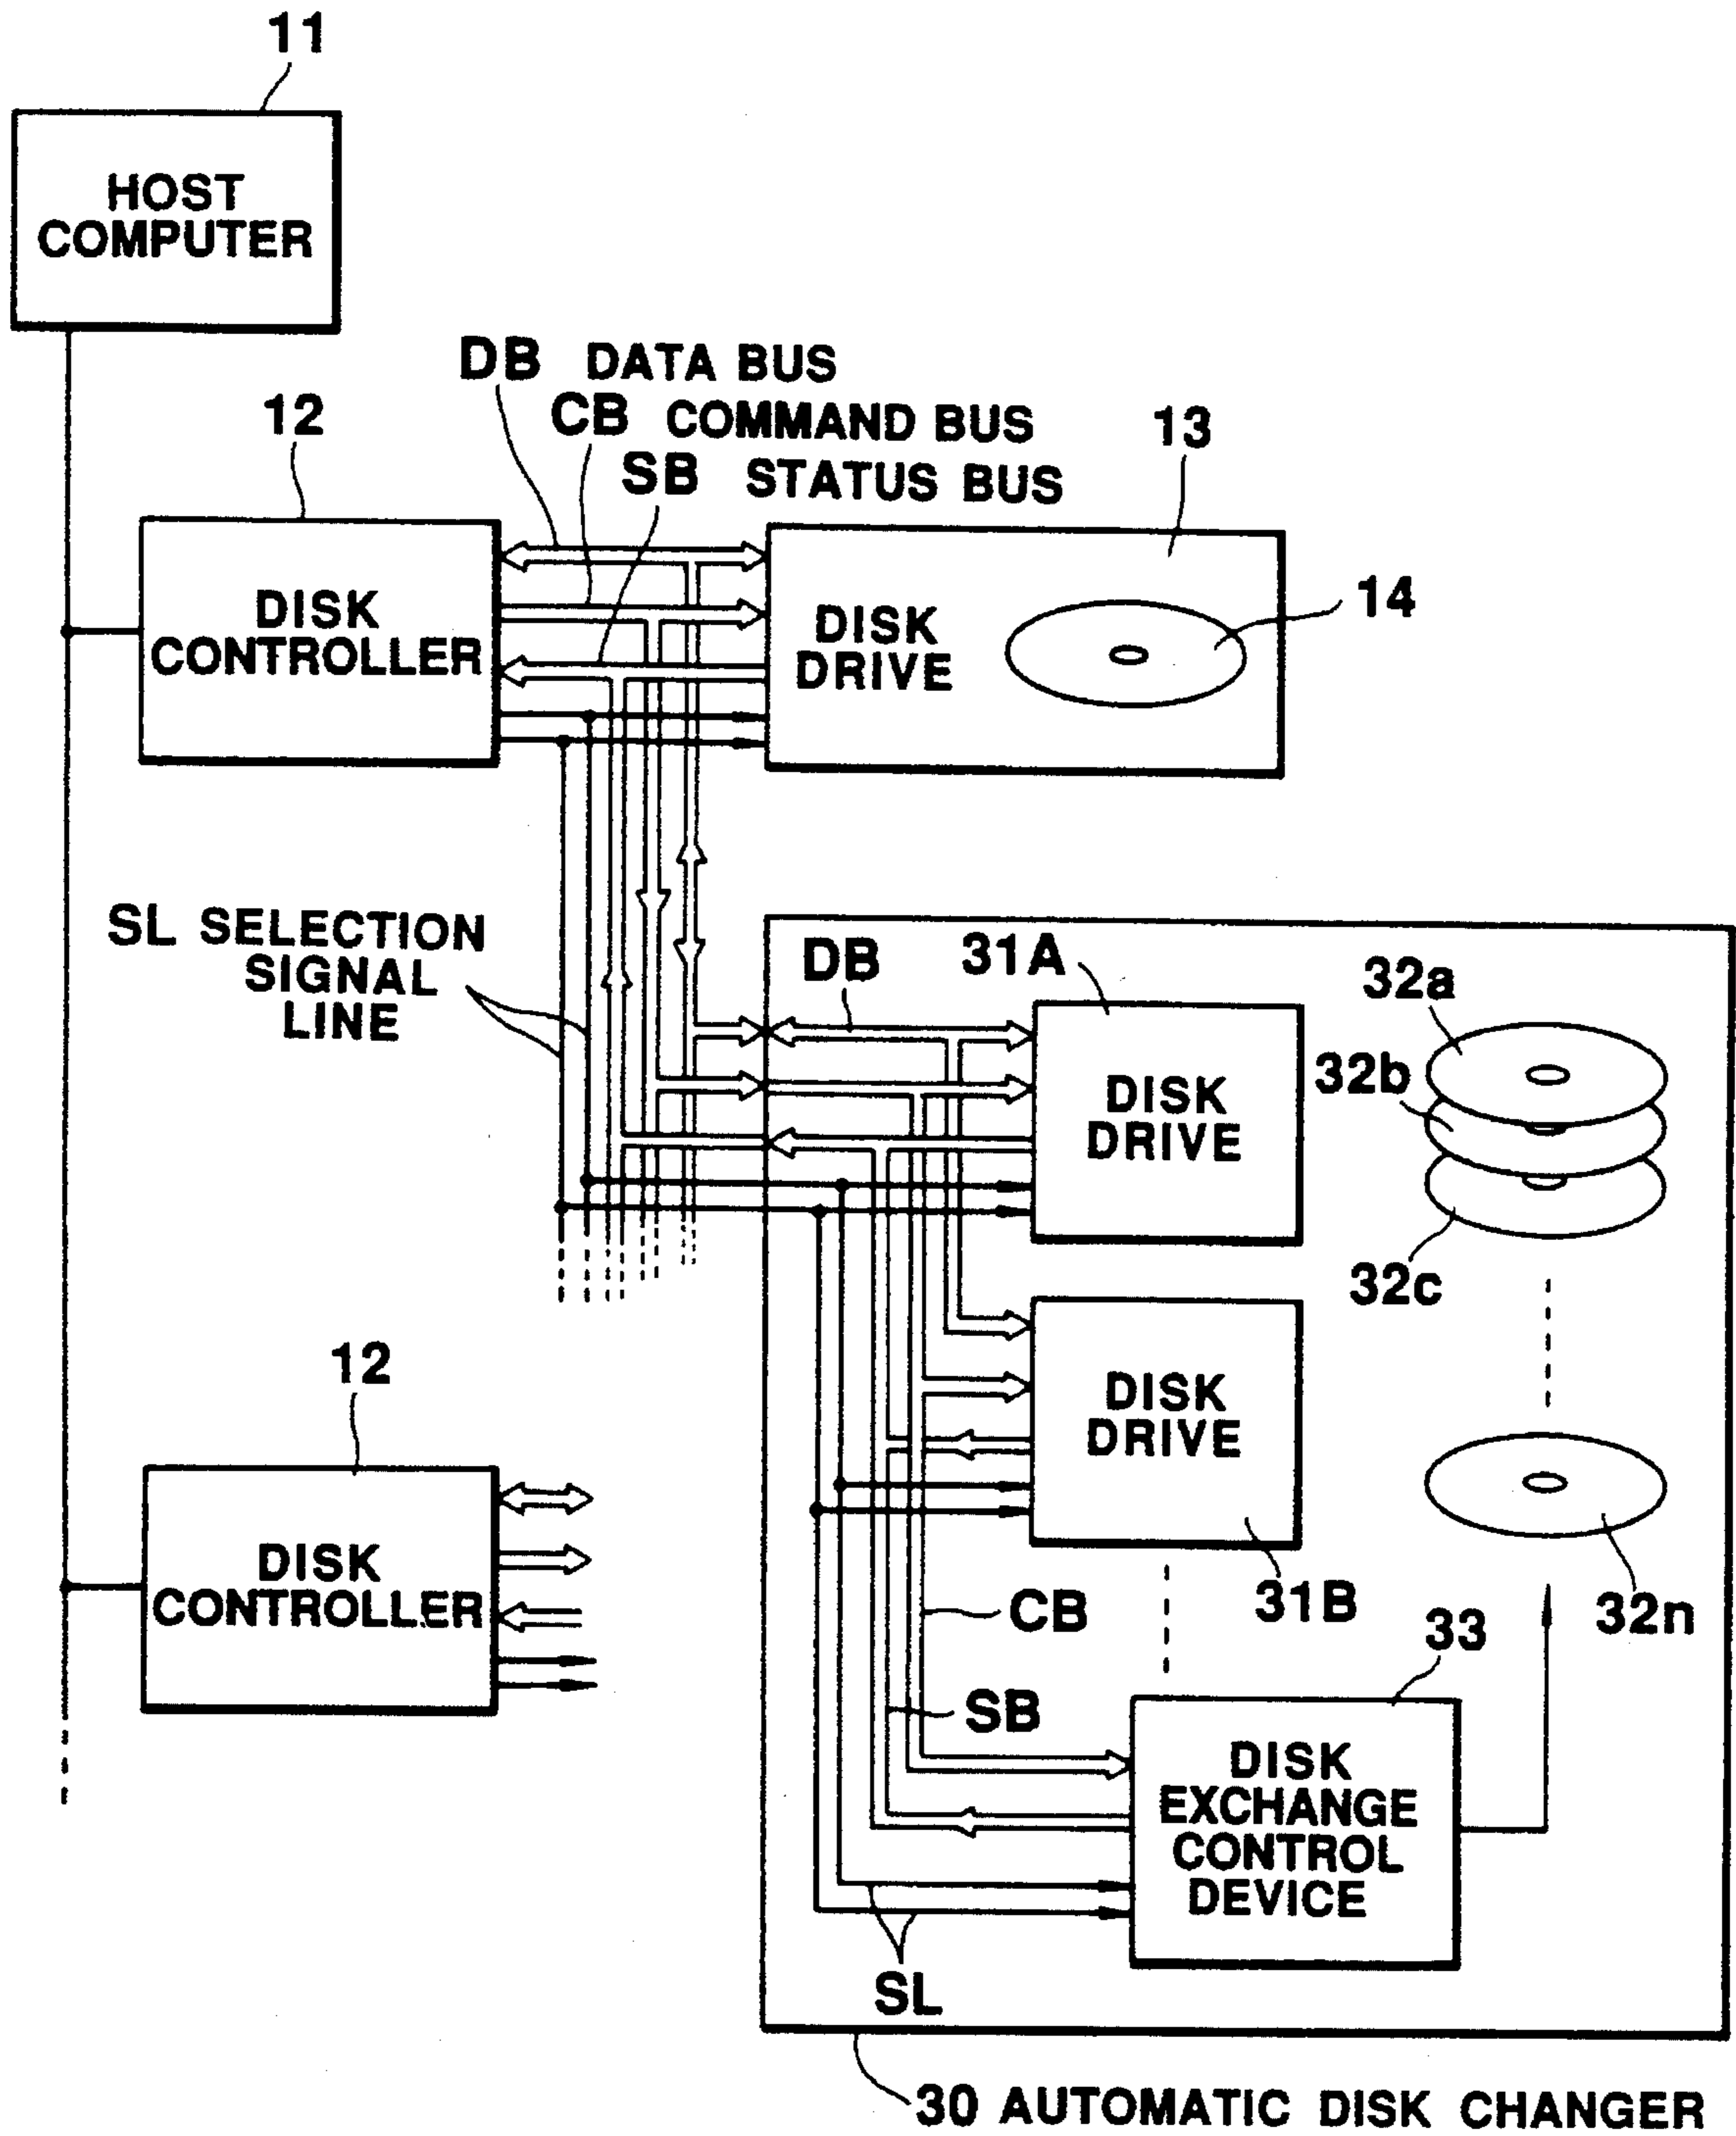 11
HOST
COMPUTER
DB DATA BUS
CB COMMAND BUS
SB STATUS BUS
12
13
DISK
CONTROLLER
DISK
DRIVE
14
SL SELECTION
SIGNAL
LINE
DB
31A
32a
32b
DISK
DRIVE
32c
12
DISK
DRIVE
DISK
CONTROLLER
CB
31B
32n
33
SB
DISK
EXCHANGE
CONTROL
DEVICE
SL
30 AUTOMATIC DISK CHANGER